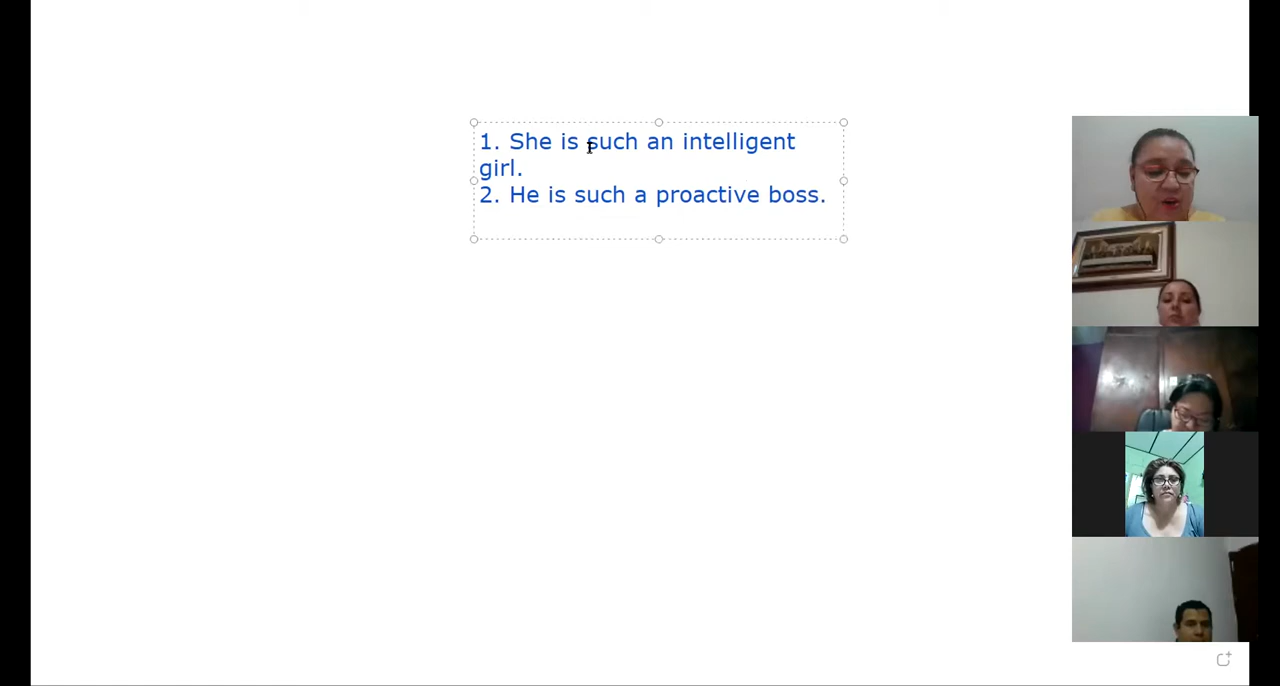 1. She is such an intelligent
girl.
2. He is such a proactive boss.